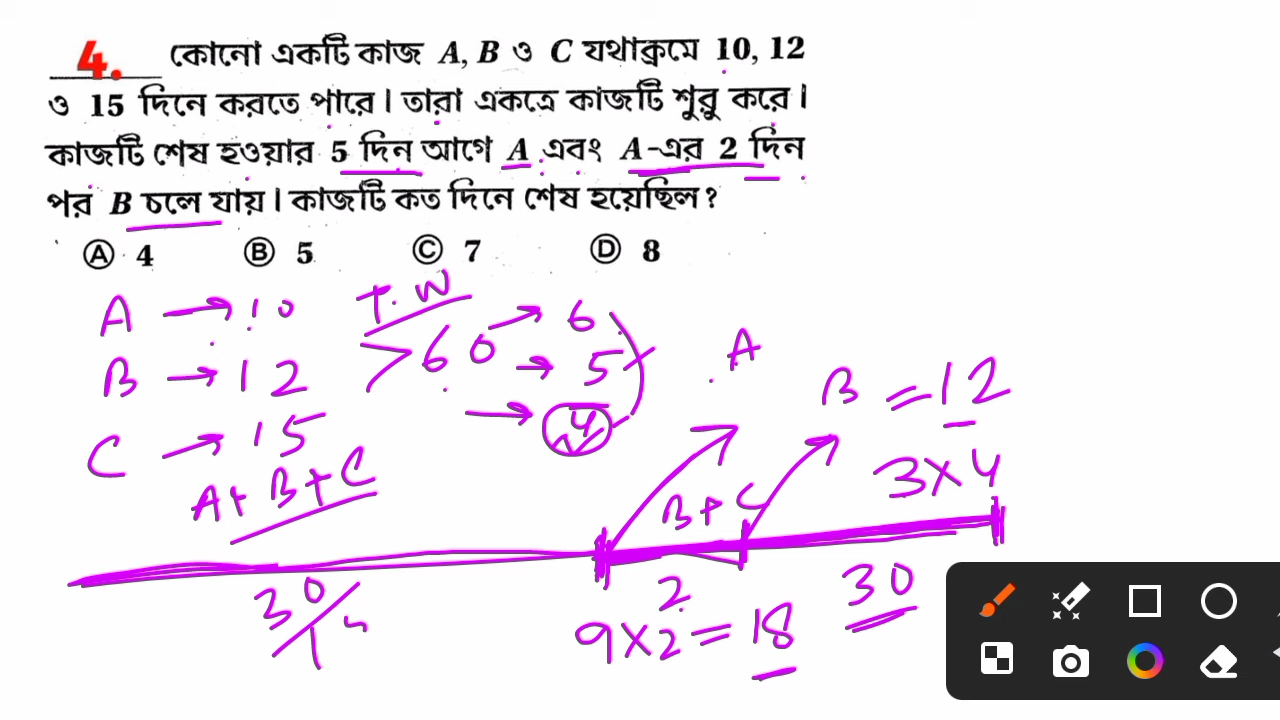 4. কোনো একটি কাজ A, B ও C যথাক্রমে 10, 12
ও 15 দিনে করতে পারে। তারা একত্রে কাজটি শুরু করে।
কাজটি শেষ হওয়ার 5 দিন আগে A এবং A-এর 2 দিন
পর B চলে যায়। কাজটি কত দিনে শেষ হয়েছিল?
Ⓐ 4 Ⓑ 5 Ⓒ 7 Ⓓ 8
A → 10
T.W
60 → 6
B → 12
→ 5
C → 15
→ 4
A
B = 12
A+B+C
B+C
3×4
30/15
2
30
9×2=18